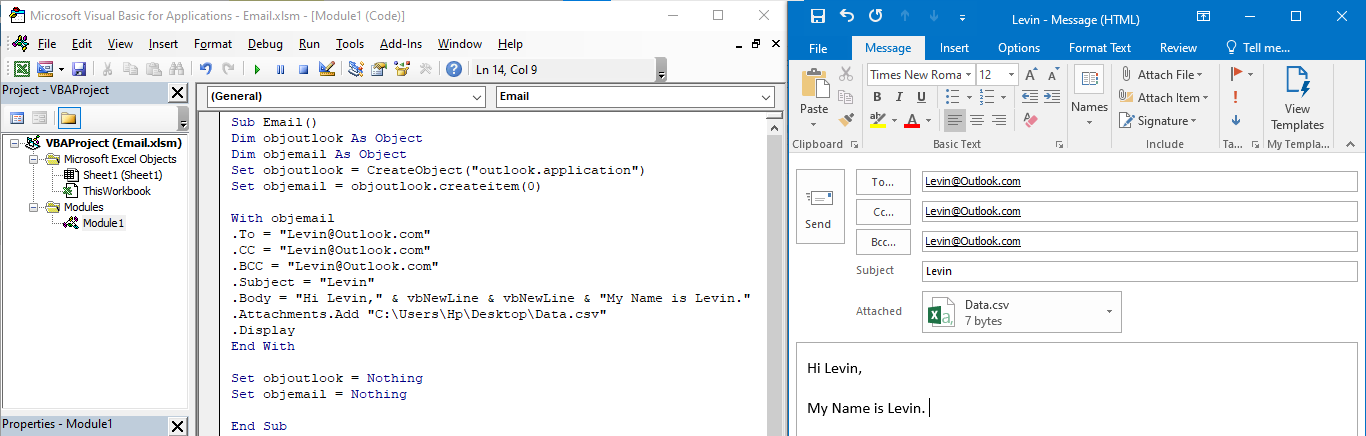 Microsoft Visual Basic for Applications - Email.xlsm - [Module1 (Code)]
File Edit View Insert Format Debug Run Tools Add-Ins Window Help
Ln 14, Col 9
Project - VBAProject
VBAProject (Email.xlsm)
Microsoft Excel Objects
Sheet1 (Sheet1)
ThisWorkbook
Modules
Module1
Properties - Module1
(General) Email
Sub Email()
Dim objoutlook As Object
Dim objemail As Object
Set objoutlook = CreateObject("outlook.application")
Set objemail = objoutlook.createitem(0)
With objemail
.To = "Levin@Outlook.com"
.CC = "Levin@Outlook.com"
.BCC = "Levin@Outlook.com"
.Subject = "Levin"
.Body = "Hi Levin," & vbNewLine & vbNewLine & "My Name is Levin."
.Attachments.Add "C:\Users\Hp\Desktop\Data.csv"
.Display
End With
Set objoutlook = Nothing
Set objemail = Nothing
End Sub
Levin - Message (HTML)
File Message Insert Options Format Text Review Tell me...
Paste
Clipboard
Times New Roma 12
B I U
A A
Basic Text
Names
Attach File
Attach Item
Signature
Include
Ta...
View
Templates
My Templa...
Send
To... Levin@Outlook.com
Cc... Levin@Outlook.com
Bcc... Levin@Outlook.com
Subject Levin
Attached Data.csv
7 bytes
Hi Levin,
My Name is Levin.